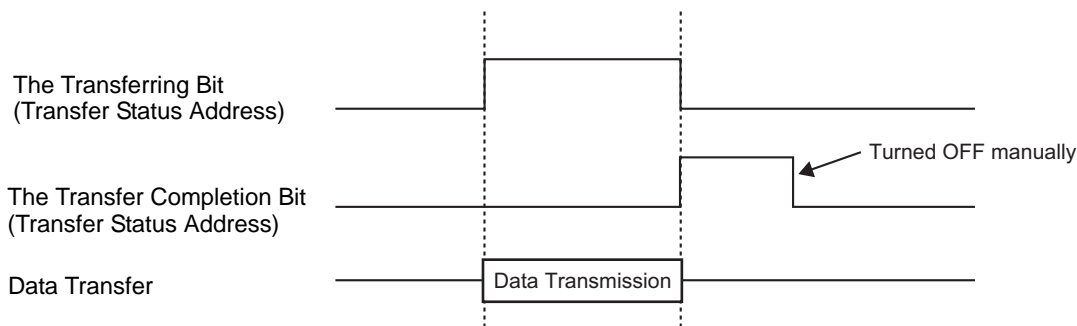 The Transferring Bit
(Transfer Status Address)
Turned OFF manually
The Transfer Completion Bit
(Transfer Status Address)
Data Transfer
Data Transmission